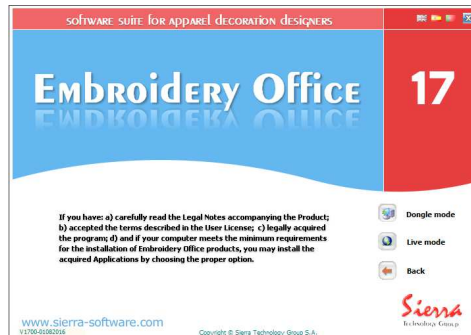 software suite for apparel decoration designers
Embroidery Office
17
If you have: a) carefully read the Legal Notes accompanying the Product;
b) accepted the terms described in the User License; c) legally acquired
the program; d) and if your computer meets the minimum requirements
for the installation of Embroidery Office products, you may install the
acquired Applications by choosing the proper option.
Dongle mode
Live mode
Back
Sierra
Technology Group
www.sierra-software.com
V1700-01082016
Copyright © Sierra Technology Group S.A.